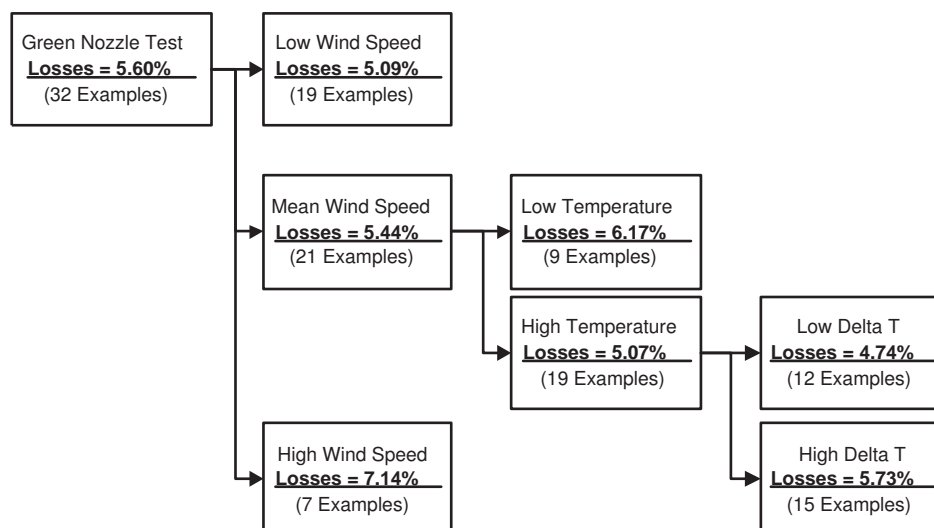 Green Nozzle Test
Losses = 5.60%
(32 Examples)
Low Wind Speed
Losses = 5.09%
(19 Examples)
Mean Wind Speed
Losses = 5.44%
(21 Examples)
Low Temperature
Losses = 6.17%
(9 Examples)
High Temperature
Losses = 5.07%
(19 Examples)
Low Delta T
Losses = 4.74%
(12 Examples)
High Wind Speed
Losses = 7.14%
(7 Examples)
High Delta T
Losses = 5.73%
(15 Examples)